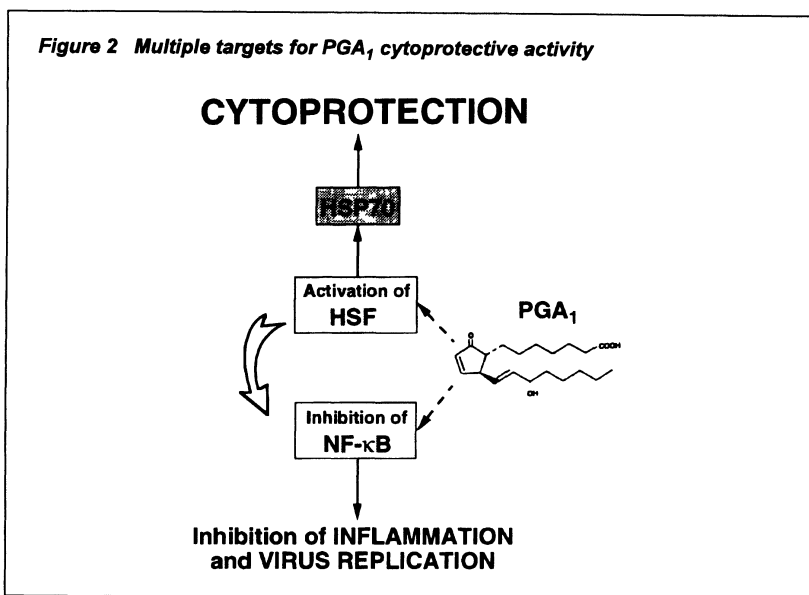 Figure 2 Multiple targets for PGA₁ cytoprotective activity
CYTOPROTECTION
HSP70
Activation of
HSF
PGA₁
O
COOH
OH
Inhibition of
NF-κB
Inhibition of INFLAMMATION
and VIRUS REPLICATION